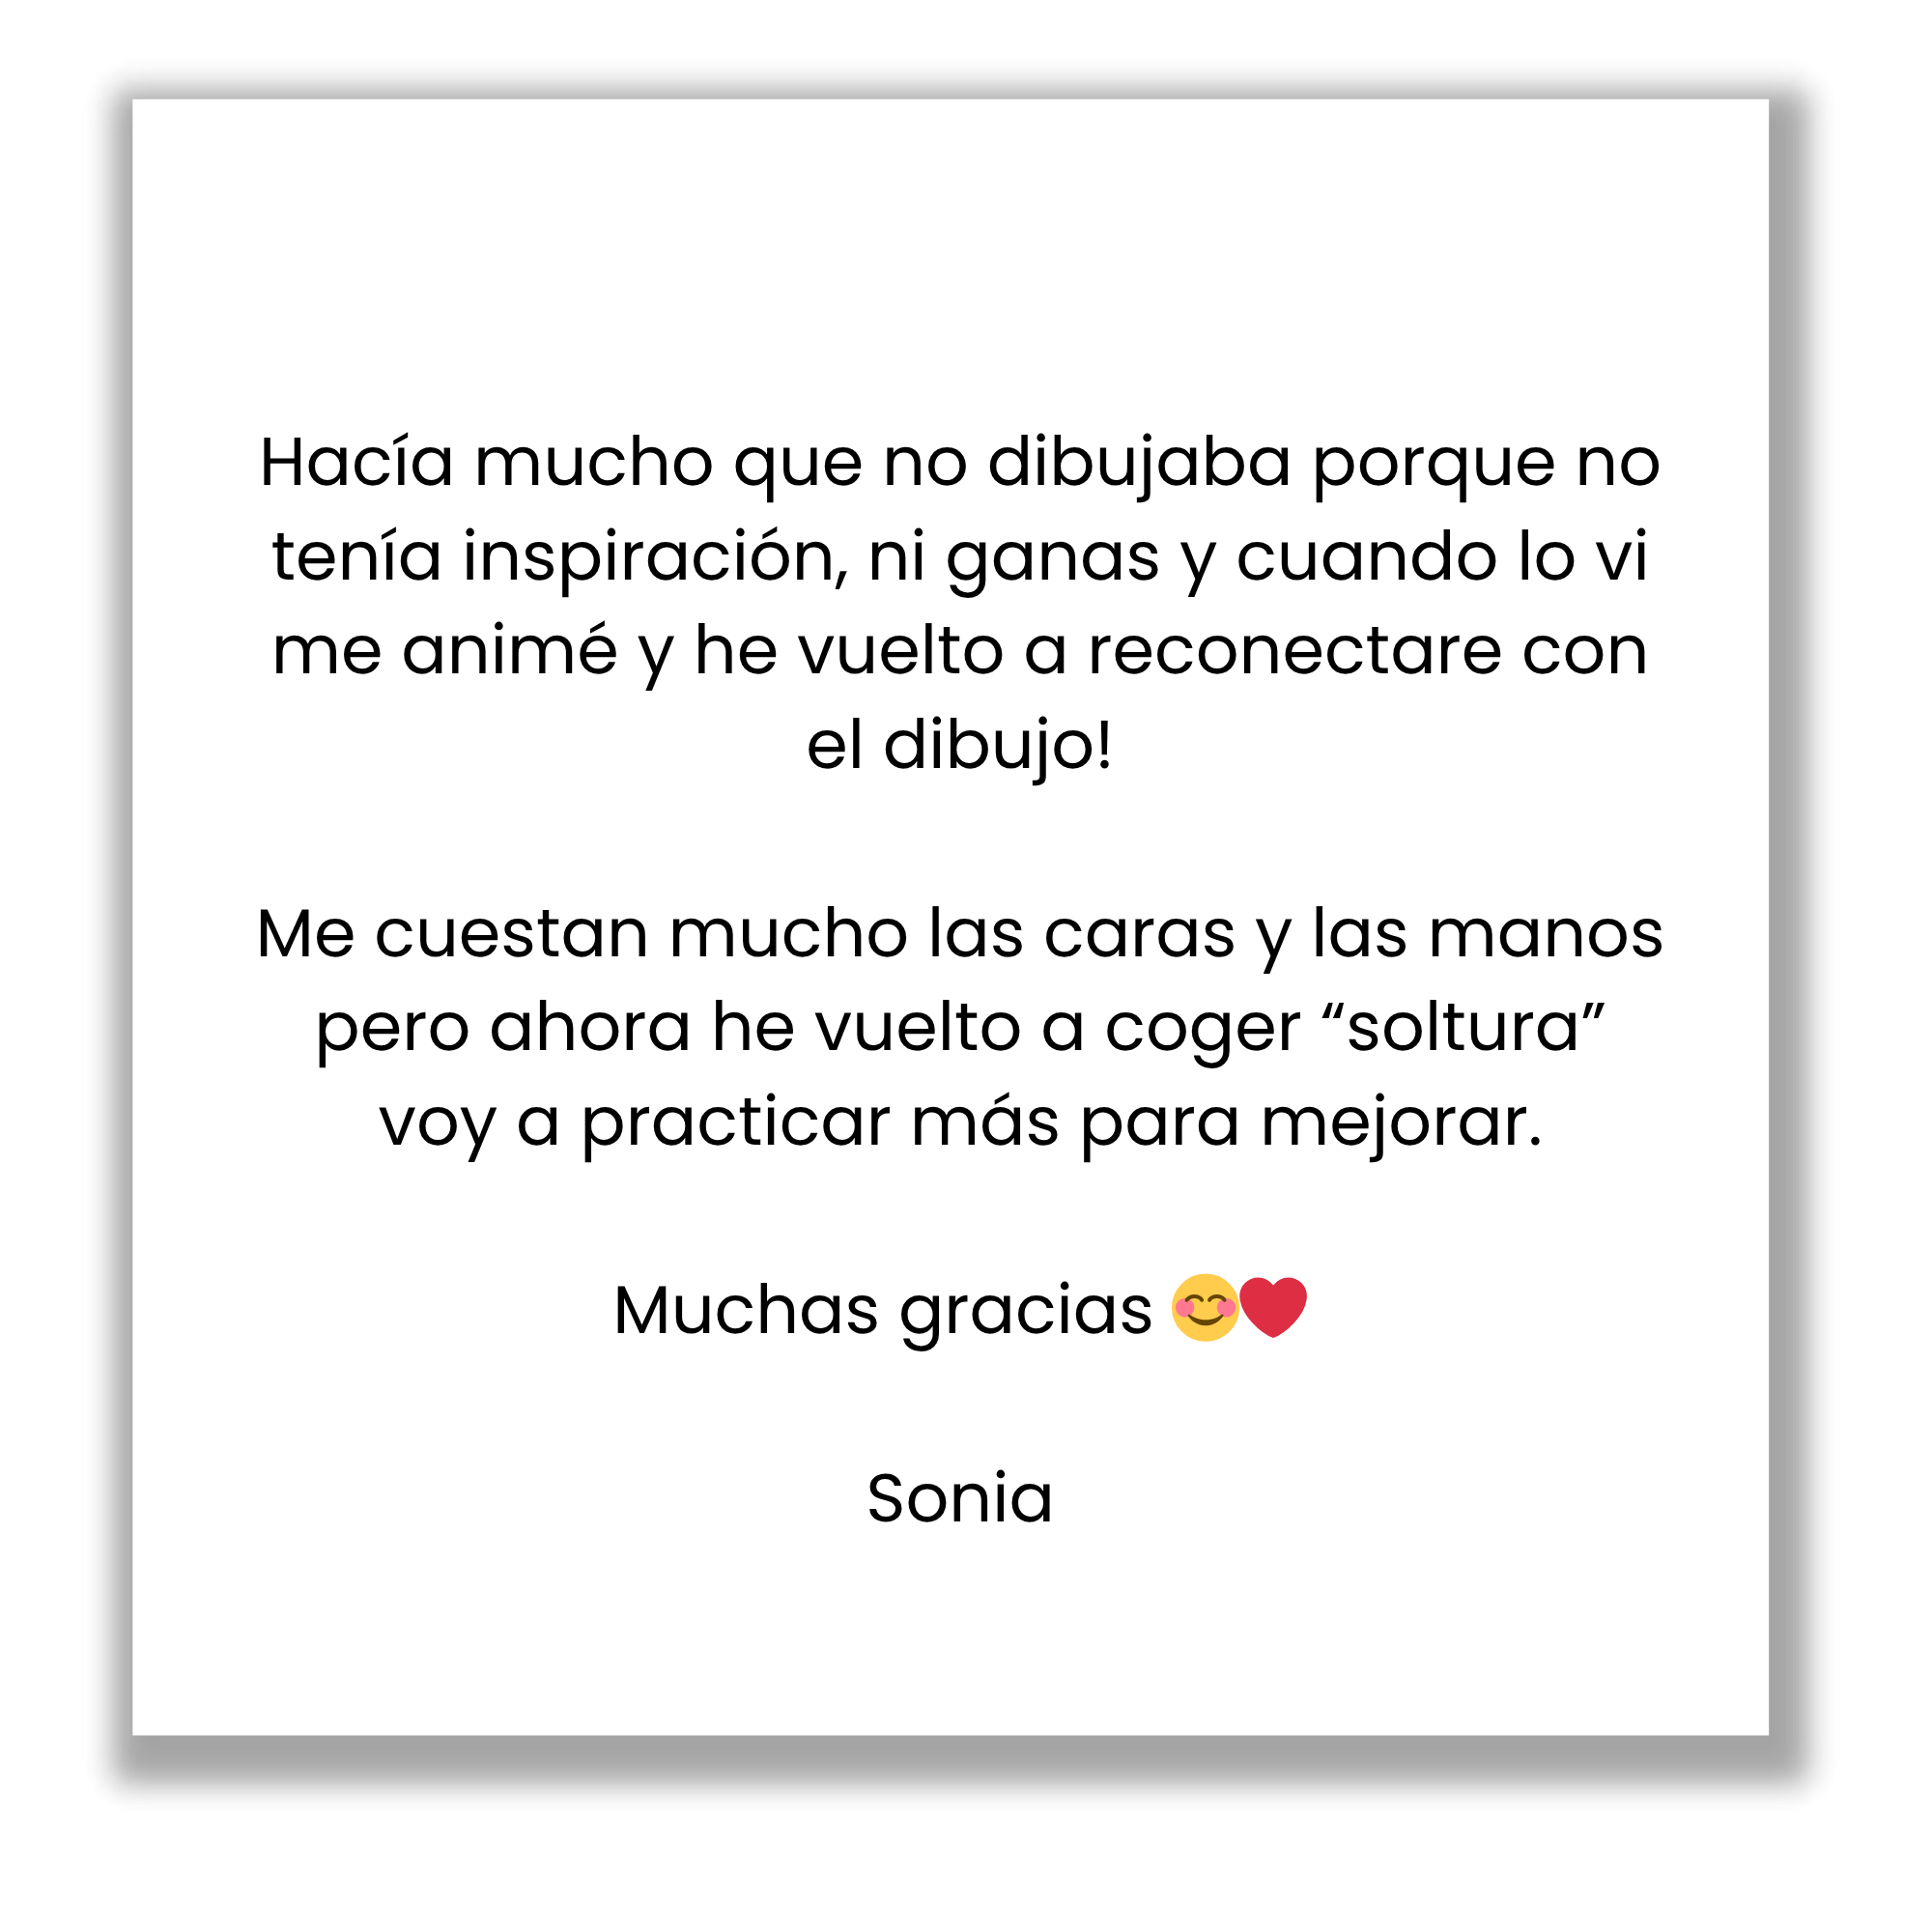 Hacía mucho que no dibujaba porque no
tenía inspiración, ni ganas y cuando lo vi
me animé y he vuelto a reconectare con
el dibujo!
Me cuestan mucho las caras y las manos
pero ahora he vuelto a coger “soltura”
voy a practicar más para mejorar.
Muchas gracias 😊❤️
Sonia